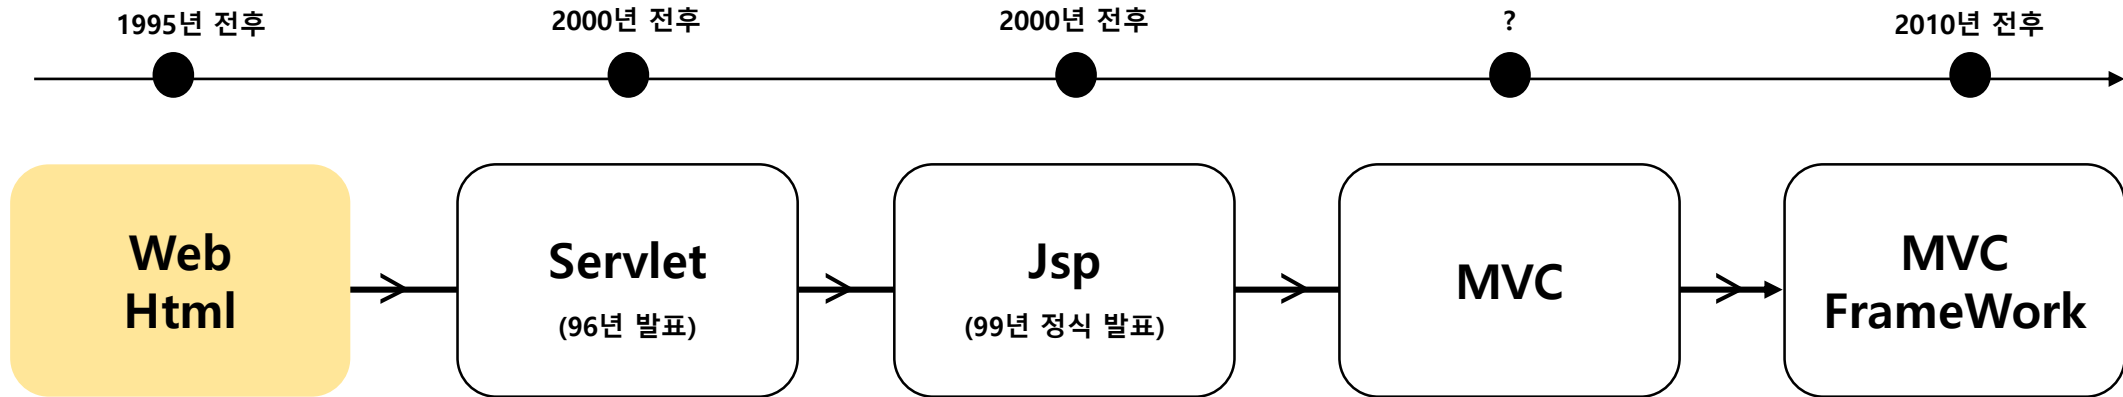 1995년 전후
2000년 전후
2000년 전후
?
2010년 전후
Web
Html
Servlet
(96년 발표)
Jsp
(99년 정식 발표)
MVC
MVC
FrameWork